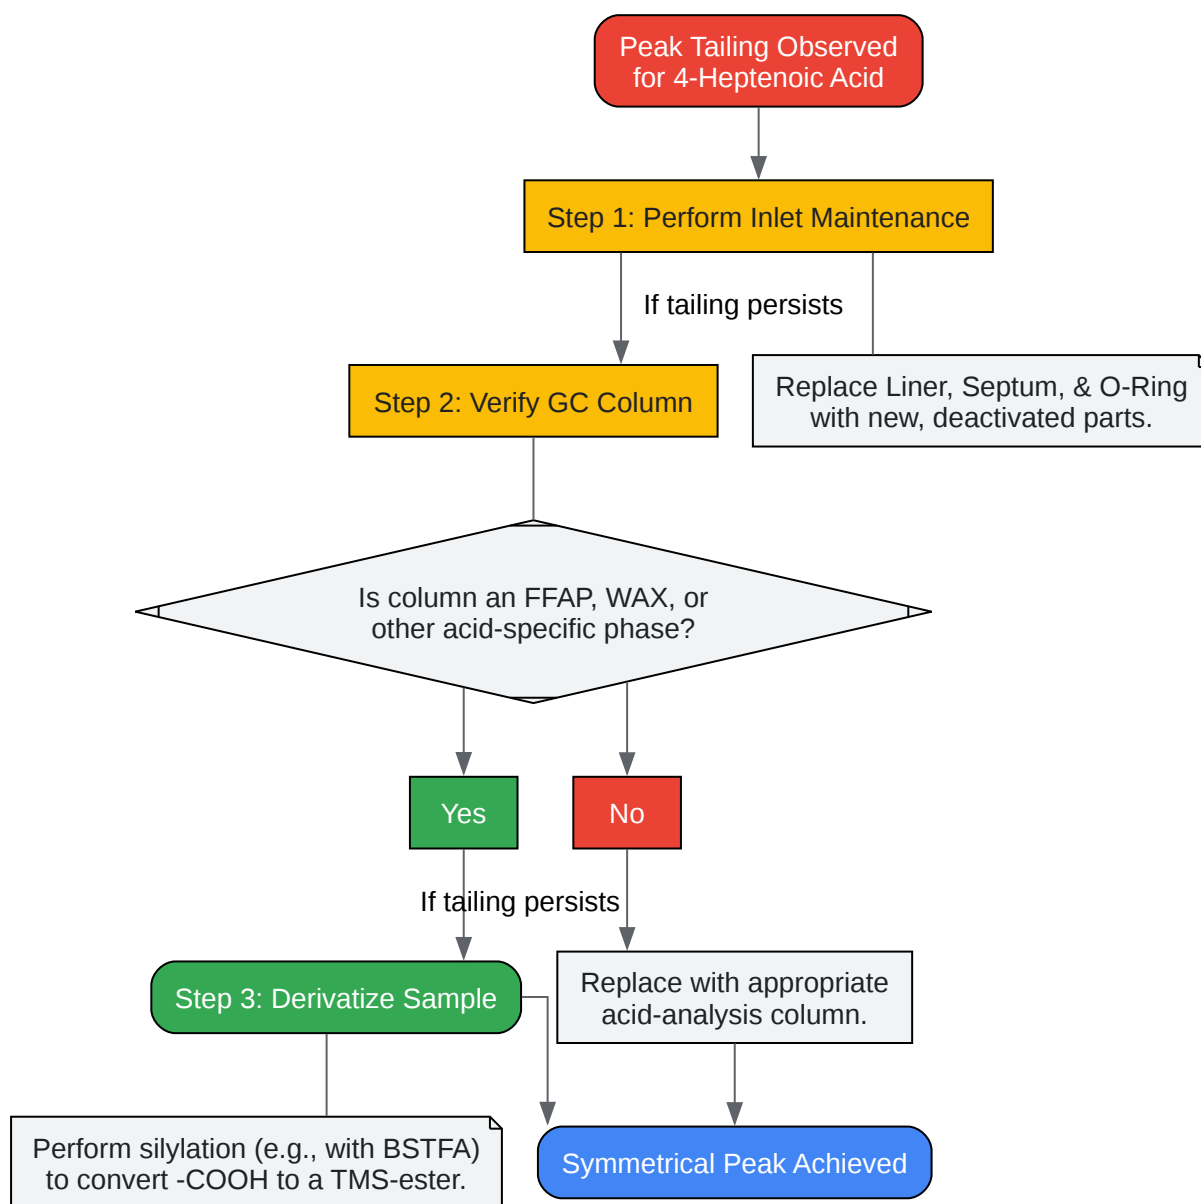 Peak Tailing Observed
for 4-Heptenoic Acid
Step 1: Perform Inlet Maintenance
If tailing persists
Replace Liner, Septum, & O-Ring
with new, deactivated parts.
Step 2: Verify GC Column
Is column an FFAP, WAX, or
other acid-specific phase?
Yes
No
If tailing persists
Step 3: Derivatize Sample
Replace with appropriate
acid-analysis column.
Perform silylation (e.g., with BSTFA)
to convert -COOH to a TMS-ester.
Symmetrical Peak Achieved